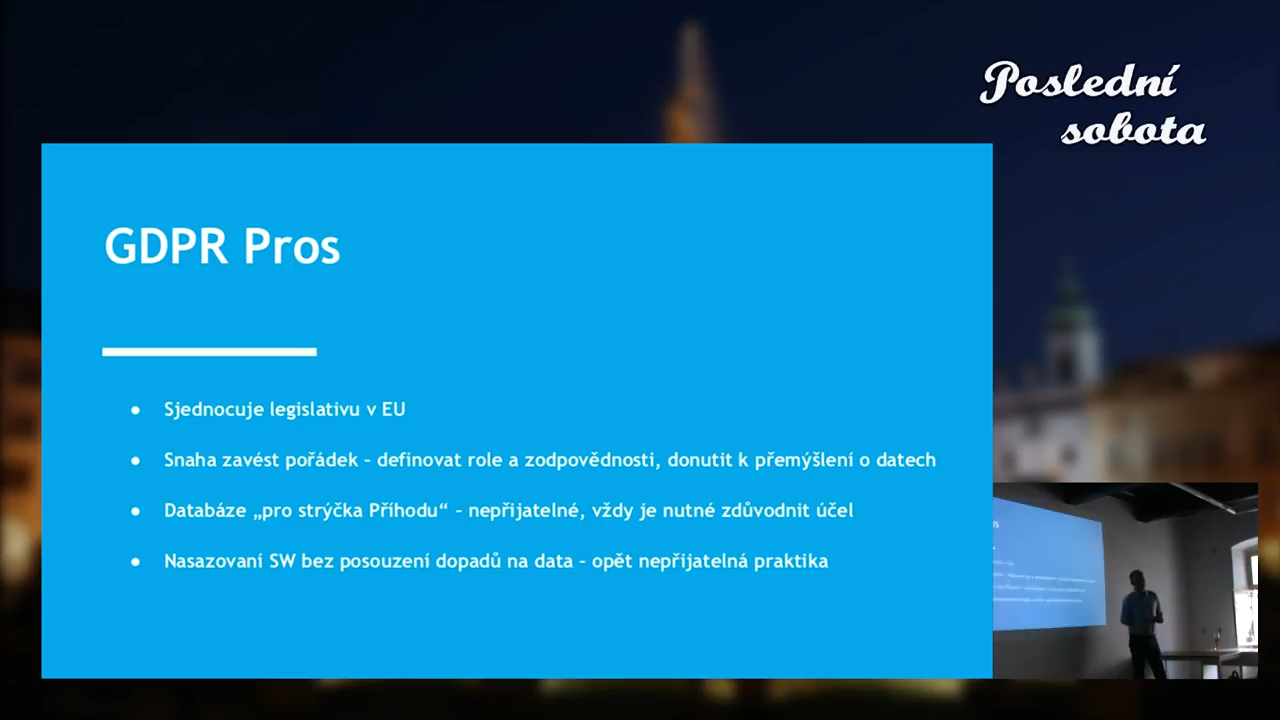 Poslední
sobota
GDPR Pros
● Sjednocuje legislativu v EU
● Snaha zavést pořádek – definovat role a zodpovědnosti, donutit k přemýšlení o datech
● Databáze „pro strýčka Příhodu“ – nepřijatelné, vždy je nutné zdůvodnit účel
● Nasazovaní SW bez posouzení dopadů na data – opět nepřijatelná praktika